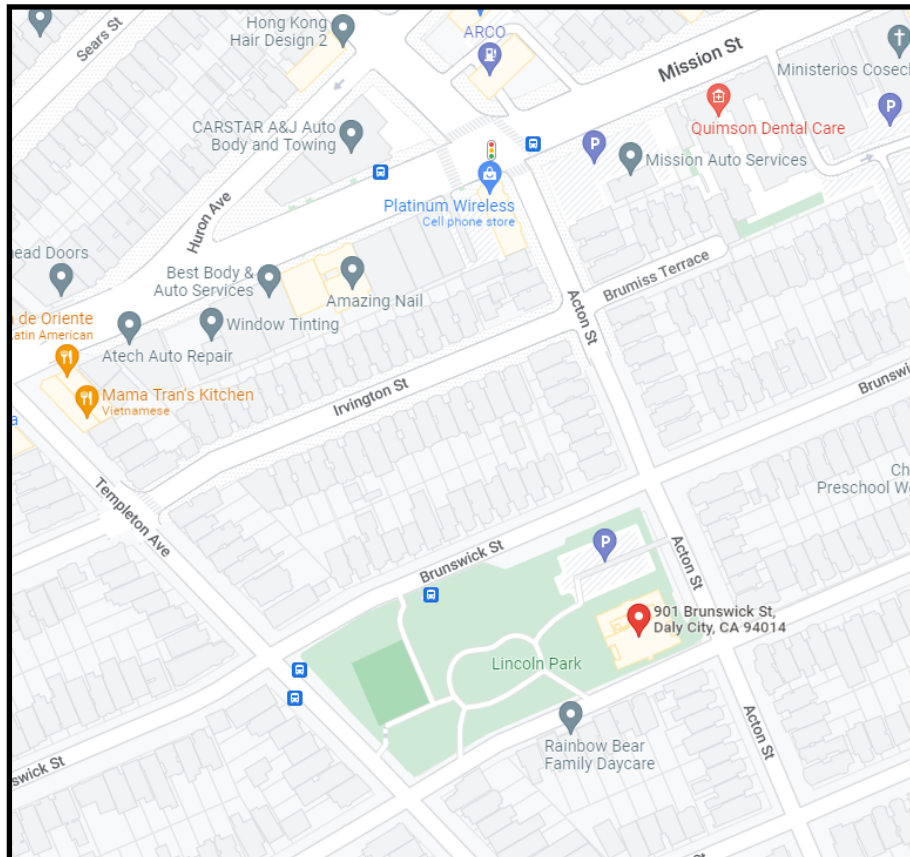 Sears St
Hong Kong
Hair Design 2
ARCO
Mission St
Ministerios Cosech
CARSTAR A&J Auto
Body and Towing
P
P
Quimson Dental Care
Mission Auto Services
Platinum Wireless
Cell phone store
Huron Ave
ead Doors
Best Body &
Auto Services
Amazing Nail
Brumiss Terrace
Acton St
de Oriente
Latin American
Window Tinting
Atech Auto Repair
Mama Tran's Kitchen
Vietnamese
Irvington St
Brunswi
a
Ch
Preschool W
Templeton Ave
Brunswick St
P
Acton St
901 Brunswick St,
Daly City, CA 94014
Lincoln Park
Acton St
Rainbow Bear
Family Daycare
swick St
St